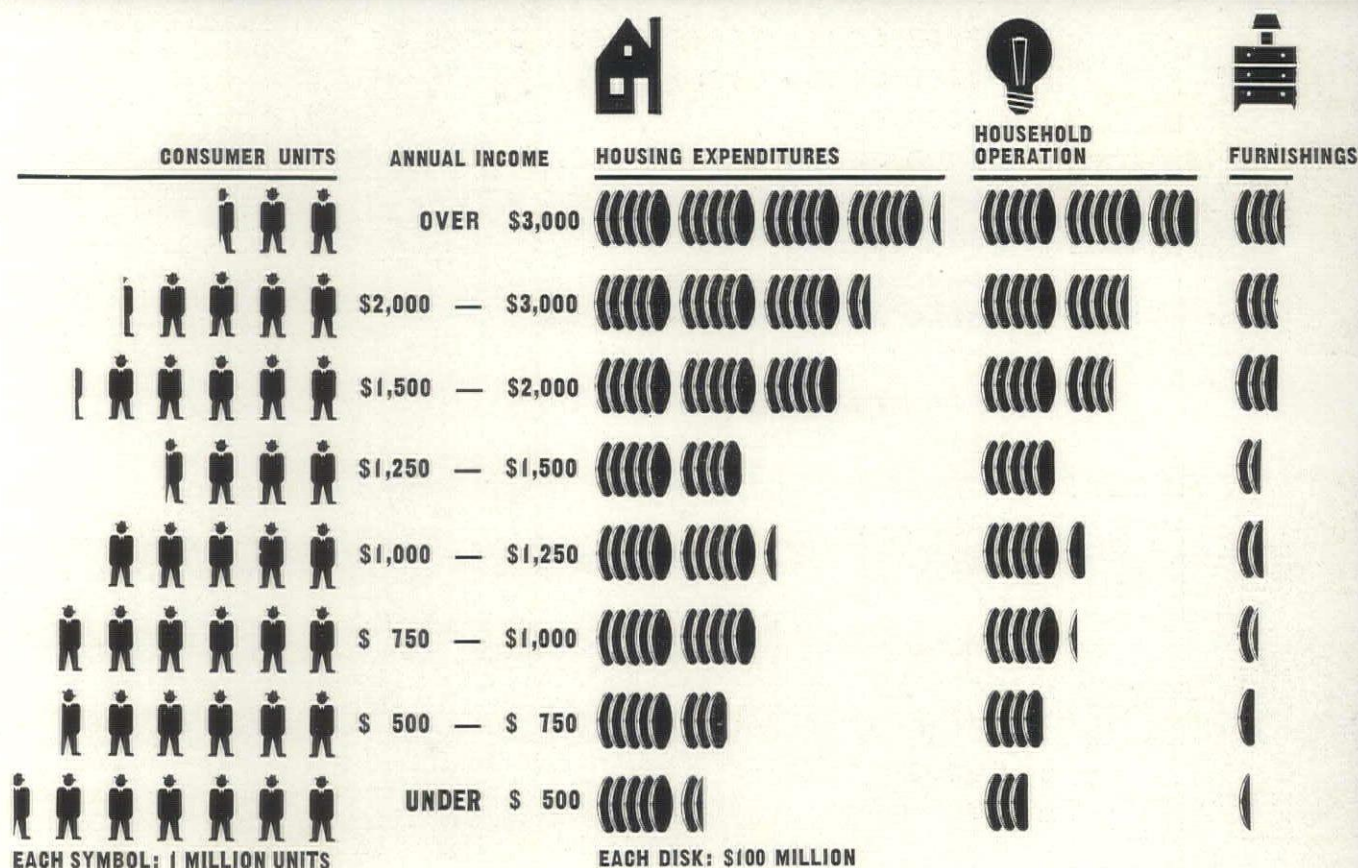 CONSUMER UNITS ANNUAL INCOME HOUSING EXPENDITURES HOUSEHOLD OPERATION FURNISHINGS
OVER $3,000
$2,000 — $3,000
$1,500 — $2,000
$1,250 — $1,500
$1,000 — $1,250
$ 750 — $1,000
$ 500 — $ 750
UNDER $ 500
EACH SYMBOL: 1 MILLION UNITS EACH DISK: $100 MILLION